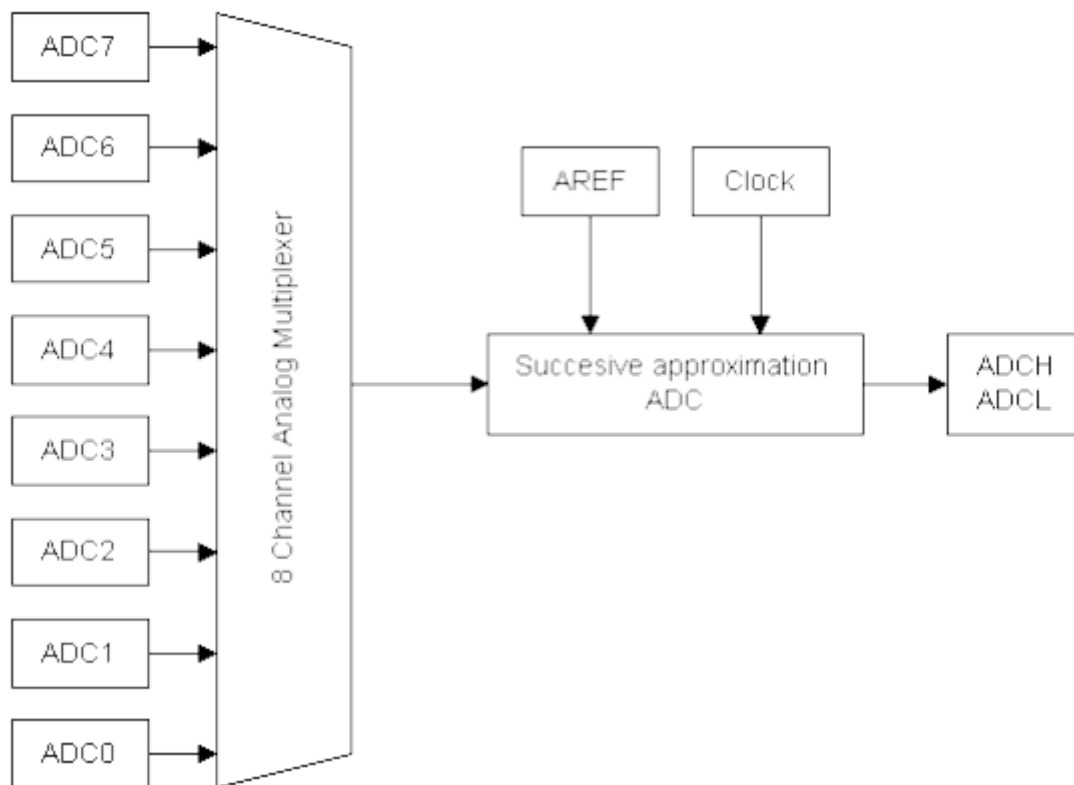 ADC7
ADC6
ADC5
ADC4
ADC3
ADC2
ADC1
ADC0
8 Channel Analog Multiplexer
AREF
Clock
Succesive approximation
ADC
ADCH
ADCL